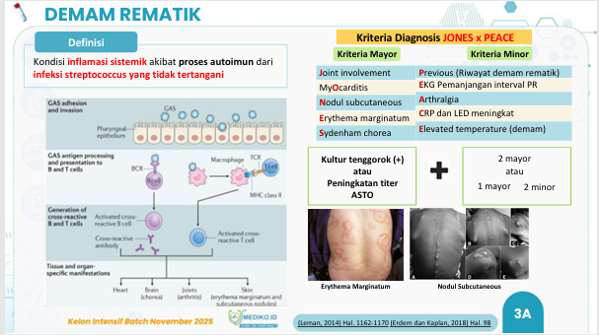 DEMAM REMATIK
Definisi
Kondisi inflamasi sistemik akibat proses autoimun dari
infeksi streptococcus yang tidak tertangani
GAS adhesion
and invasion
GAS
Pharyngeal
epithelium
GAS antigen processing
and presentation to
B and T cells
BCR
B cell
Macrophage
TCR
T cell
MHC class II
Generation of
cross-reactive
B and T cells
Activated cross-
reactive B cell
Cross-reactive
antibody
Activated cross-
reactive T cell
Tissue and organ-
specific manifestations
Heart
Brain
(chorea)
Joints
(arthritis)
Skin
(erythema marginatum and
subcutaneous nodules)
Kelon Intensif Batch November 2025
MEDIKO.ID
Kriteria Diagnosis JONES x PEACE
Kriteria Mayor
Kriteria Minor
Joint involvement
MyOcarditis
Nodul subcutaneous
Erythema marginatum
Sydenham chorea
Previous (Riwayat demam rematik)
EKG Pemanjangan interval PR
Arthralgia
CRP dan LED meningkat
Elevated temperature (demam)
Kultur tenggorok (+)
atau
Peningkatan titer
ASTO
2 mayor
atau
1 mayor 2 minor
A
B
C
D
E
Erythema Marginatum
Nodul Subcutaneous
(Leman, 2014) Hal. 1162-1170 (Erdem dan Kaplan, 2018) Hal. 98
3A